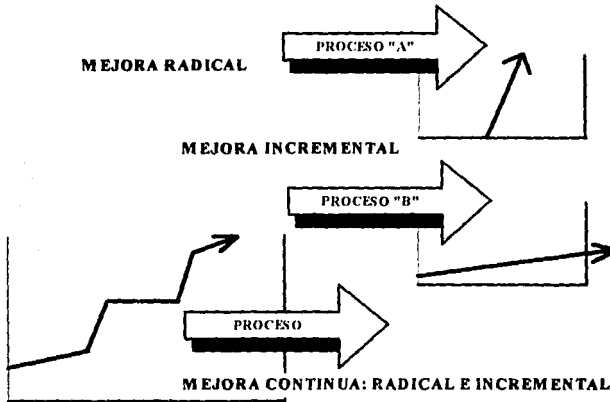 PROCESO "A"
MEJORA RADICAL
MEJORA INCREMENTAL
PROCESO "B"
PROCESO
MEJORA CONTINUA: RADICAL E INCREMENTAL